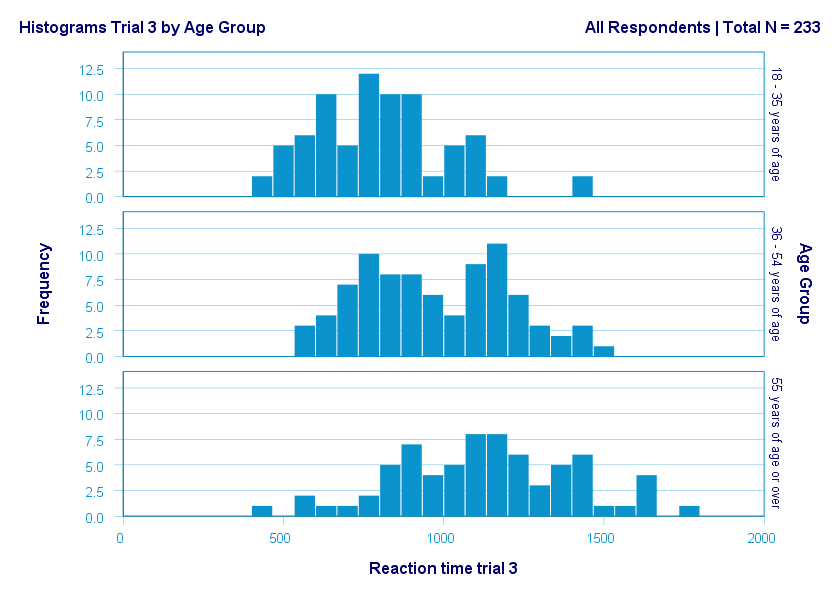 Histograms Trial 3 by Age Group
All Respondents | Total N = 233
Frequency
12.5
10.0
7.5
5.0
2.5
0.0
18 - 35 years of age
12.5
10.0
7.5
5.0
2.5
0.0
36 - 54 years of age
12.5
10.0
7.5
5.0
2.5
0.0
55 years of age or over
Age Group
0 500 1000 1500 2000
Reaction time trial 3